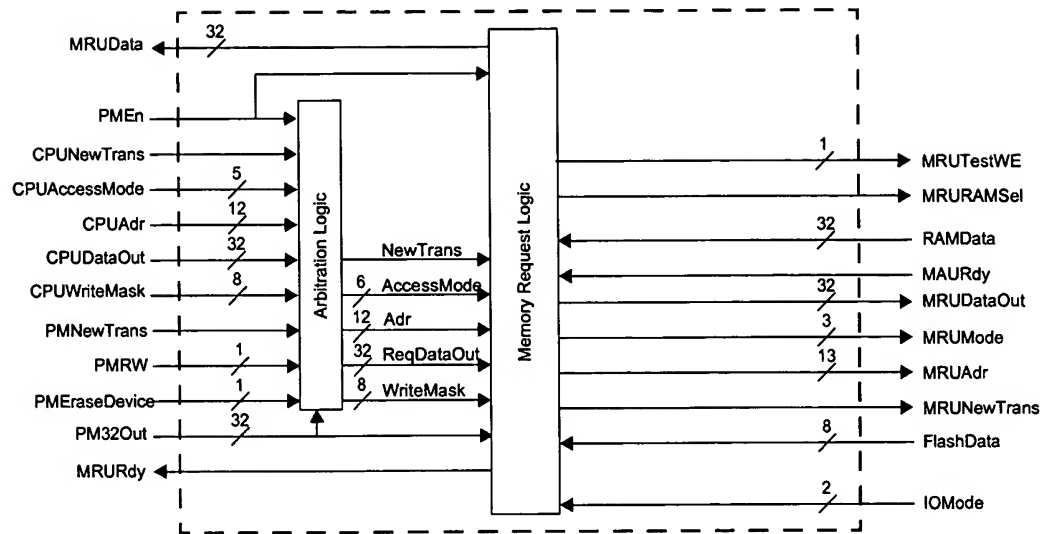 MRUData
32
PMEn
CPUNewTrans
CPUAccessMode
5
CPUAdr
12
CPUDataOut
32
CPUWriteMask
8
PMNewTrans
PMRW
1
PMEraseDevice
1
PM32Out
32
MRURdy
Arbitration Logic
NewTrans
6
AccessMode
12
Adr
32
ReqDataOut
8
WriteMask
Memory Request Logic
1
MRUTestWE
MRURAMSel
32
RAMData
MAURdy
32
MRUDataOut
3
MRUMode
13
MRUAdr
MRUNewTrans
8
FlashData
2
IOMode